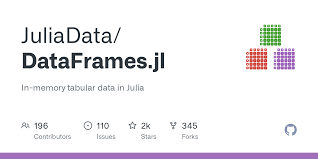 JuliaData/
DataFrames.jl
In-memory tabular data in Julia
196 110 2k 345
Contributors Issues Stars Forks